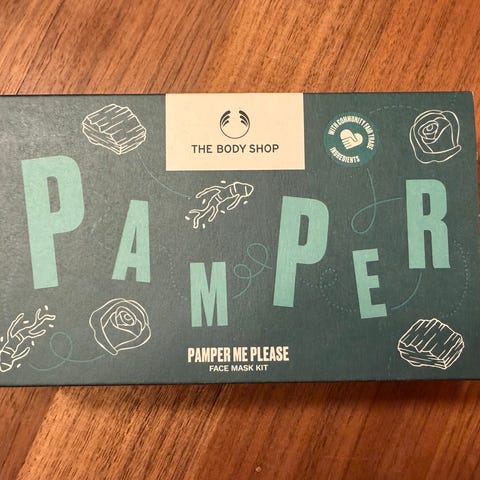 THE BODY SHOP
WITH COMMUNITY FAIR TRADE
INGREDIENTS
PAMPER
PAMPER ME PLEASE
FACE MASK KIT